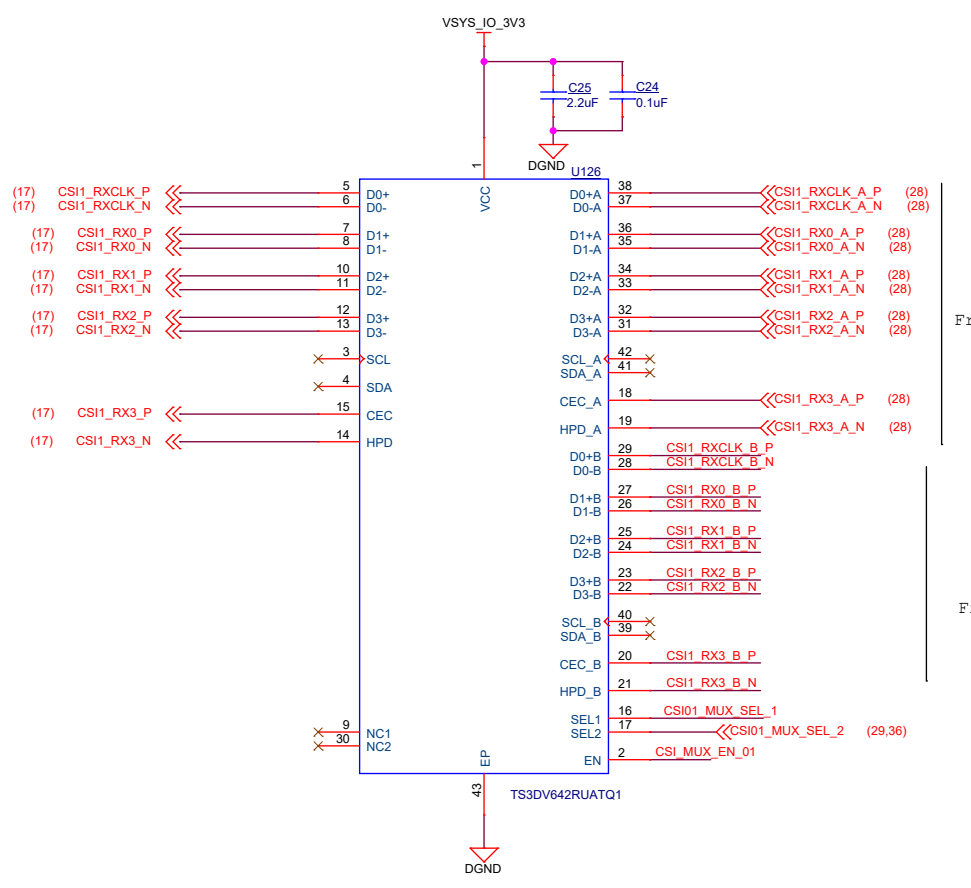 VSYS_IO_3V3
C25
2.2uF
C24
0.1uF
DGND
U126
1
VCC
(17) CSI1_RXCLK_P 5 D0+ D0+A 38 CSI1_RXCLK_A_P (28)
(17) CSI1_RXCLK_N 6 D0- D0-A 37 CSI1_RXCLK_A_N (28)
(17) CSI1_RX0_P 7 D1+ D1+A 36 CSI1_RX0_A_P (28)
(17) CSI1_RX0_N 8 D1- D1-A 35 CSI1_RX0_A_N (28)
(17) CSI1_RX1_P 10 D2+ D2+A 34 CSI1_RX1_A_P (28)
(17) CSI1_RX1_N 11 D2- D2-A 33 CSI1_RX1_A_N (28)
(17) CSI1_RX2_P 12 D3+ D3+A 32 CSI1_RX2_A_P (28)
(17) CSI1_RX2_N 13 D3- D3-A 31 CSI1_RX2_A_N (28)
Fr
3 SCL SCL_A 42
SDA_A 41
4 SDA
CEC_A 18 CSI1_RX3_A_P (28)
(17) CSI1_RX3_P 15 CEC
HPD_A 19 CSI1_RX3_A_N (28)
(17) CSI1_RX3_N 14 HPD
D0+B 29 CSI1_RXCLK_B_P
D0-B 28 CSI1_RXCLK_B_N
D1+B 27 CSI1_RX0_B_P
D1-B 26 CSI1_RX0_B_N
D2+B 25 CSI1_RX1_B_P
D2-B 24 CSI1_RX1_B_N
D3+B 23 CSI1_RX2_B_P
D3-B 22 CSI1_RX2_B_N
SCL_B 40
SDA_B 39
CEC_B 20 CSI1_RX3_B_P
HPD_B 21 CSI1_RX3_B_N
SEL1 16 CSI01_MUX_SEL_1
9 NC1 SEL2 17 CSI01_MUX_SEL_2 (29,36)
30 NC2
EN 2 CSI_MUX_EN_01
EP
43
TS3DV642RUATQ1
DGND